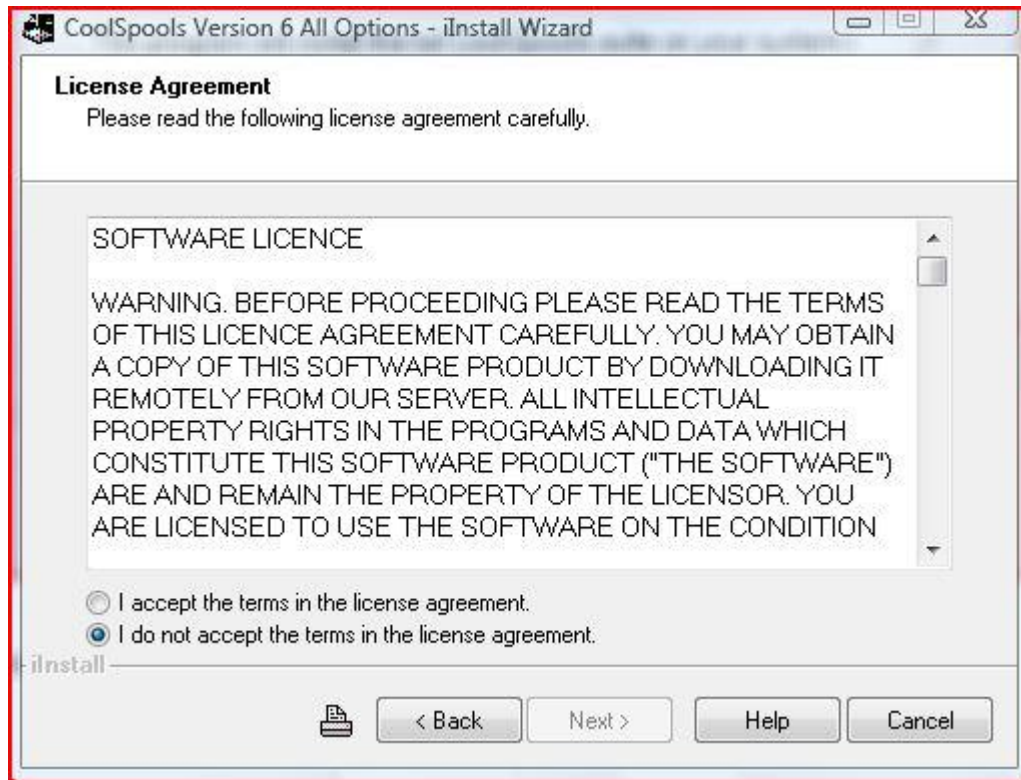 CoolSpools Version 6 All Options - iInstall Wizard
License Agreement
Please read the following license agreement carefully.
SOFTWARE LICENCE
WARNING. BEFORE PROCEEDING PLEASE READ THE TERMS
OF THIS LICENCE AGREEMENT CAREFULLY. YOU MAY OBTAIN
A COPY OF THIS SOFTWARE PRODUCT BY DOWNLOADING IT
REMOTELY FROM OUR SERVER. ALL INTELLECTUAL
PROPERTY RIGHTS IN THE PROGRAMS AND DATA WHICH
CONSTITUTE THIS SOFTWARE PRODUCT ("THE SOFTWARE")
ARE AND REMAIN THE PROPERTY OF THE LICENSOR. YOU
ARE LICENSED TO USE THE SOFTWARE ON THE CONDITION
I accept the terms in the license agreement.
I do not accept the terms in the license agreement.
iInstall
< Back Next > Help Cancel